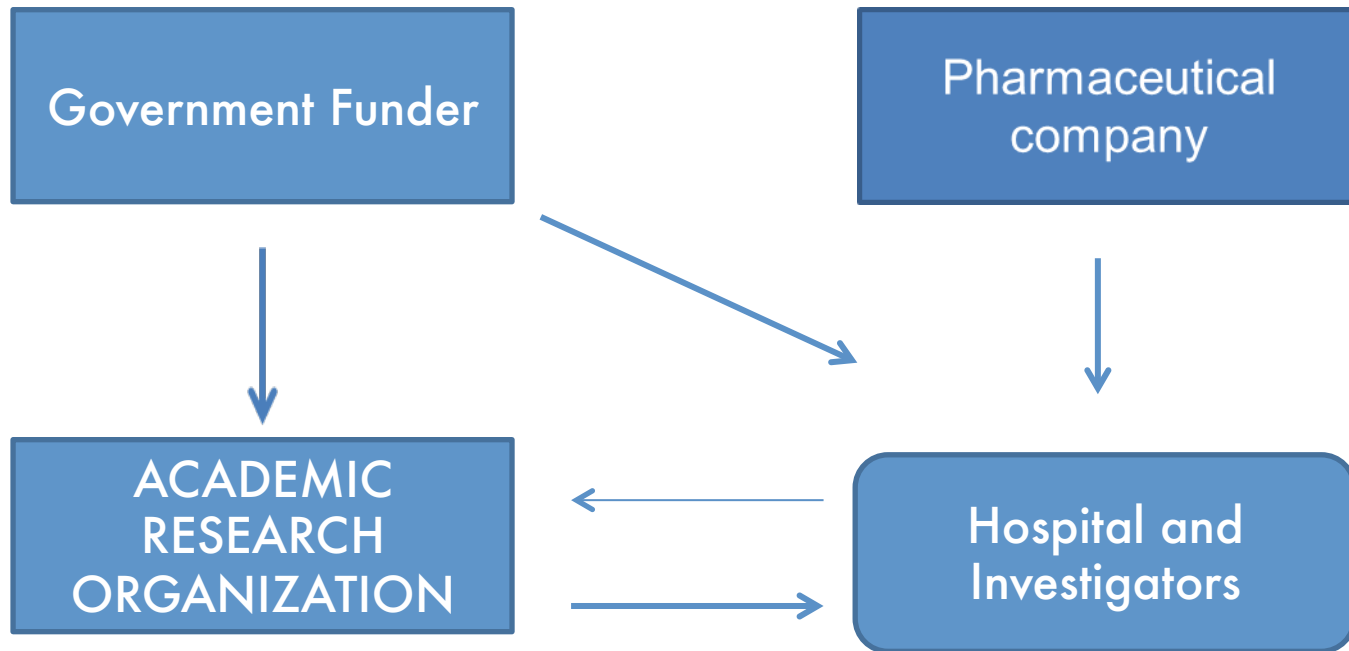 Government Funder
Pharmaceutical
company
ACADEMIC
RESEARCH
ORGANIZATION
Hospital and
Investigators